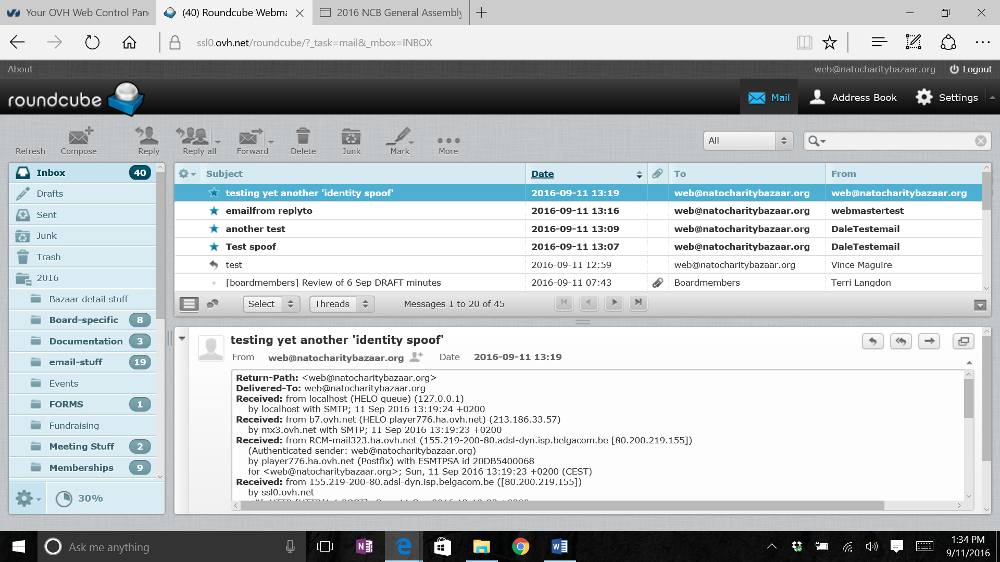 Your OVH Web Control Pan
(40) Roundcube Webma
2016 NCB General Assembly
ssl0.ovh.net/roundcube/?_task=mail&_mbox=INBOX
About
web@natocharitybazaar.org
Logout
roundcube
Mail
Address Book
Settings
Refresh
Compose
Reply
Reply all
Forward
Delete
Junk
Mark
More
All
Inbox 40
Drafts
Sent
Junk
Trash
2016
Bazaar detail stuff
Board-specific 8
Documentation 3
email-stuff 19
Events
FORMS 1
Fundraising
Meeting Stuff 2
Memberships 9
30%
Subject Date To From
testing yet another 'identity spoof' 2016-09-11 13:19 web@natocharitybazaar.org web@natocharitybazaar.org
emailfrom replyto 2016-09-11 13:16 web@natocharitybazaar.org webmastertest
another test 2016-09-11 13:09 web@natocharitybazaar.org DaleTestemail
Test spoof 2016-09-11 13:07 web@natocharitybazaar.org DaleTestemail
test 2016-09-11 12:59 web@natocharitybazaar.org Vince Maguire
[boardmembers] Review of 6 Sep DRAFT minutes 2016-09-11 07:43 Boardmembers Terri Langdon
Select Threads Messages 1 to 20 of 45
testing yet another 'identity spoof'
From web@natocharitybazaar.org Date 2016-09-11 13:19
Return-Path: <web@natocharitybazaar.org>
Delivered-To: web@natocharitybazaar.org
Received: from localhost (HELO queue) (127.0.0.1)
by localhost with SMTP; 11 Sep 2016 13:19:24 +0200
Received: from b7.ovh.net (HELO player776.ha.ovh.net) (213.186.33.57)
by mx3.ovh.net with SMTP; 11 Sep 2016 13:19:23 +0200
Received: from RCM-mail323.ha.ovh.net (155.219-200-80.adsl-dyn.isp.belgacom.be [80.200.219.155])
(Authenticated sender: web@natocharitybazaar.org)
by player776.ha.ovh.net (Postfix) with ESMTPSA id 20DB5400068
for <web@natocharitybazaar.org>; Sun, 11 Sep 2016 13:19:23 +0200 (CEST)
Received: from 155.219-200-80.adsl-dyn.isp.belgacom.be ([80.200.219.155])
by ssl0.ovh.net
Ask me anything
1:34 PM
9/11/2016